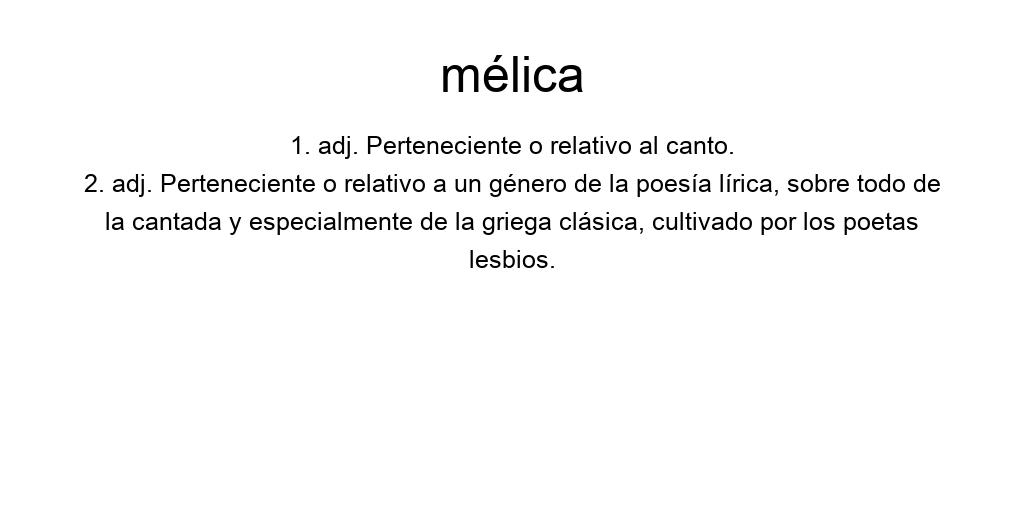 mélica
1. adj. Perteneciente o relativo al canto.
2. adj. Perteneciente o relativo a un género de la poesía lírica, sobre todo de
la cantada y especialmente de la griega clásica, cultivado por los poetas
lesbios.